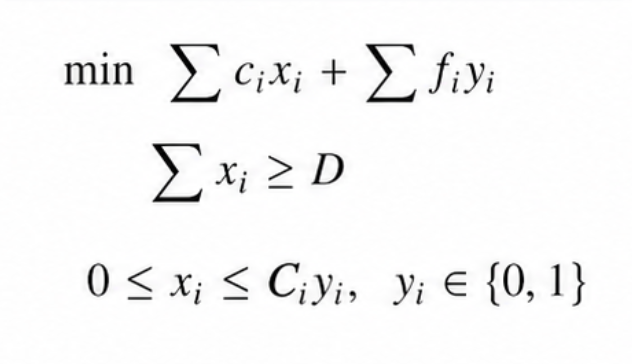 min ∑ cᵢxᵢ + ∑ fᵢyᵢ
∑ xᵢ ≥ D
0 ≤ xᵢ ≤ Cᵢyᵢ, yᵢ ∈ {0, 1}